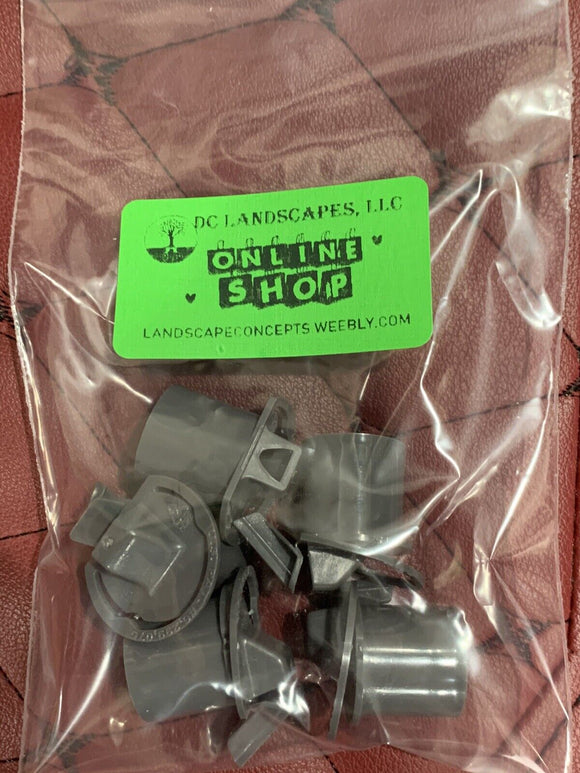 DC LANDSCAPES, LLC
ONLINE
SHOP
LANDSCAPECONCEPTS.WEEBLY.COM